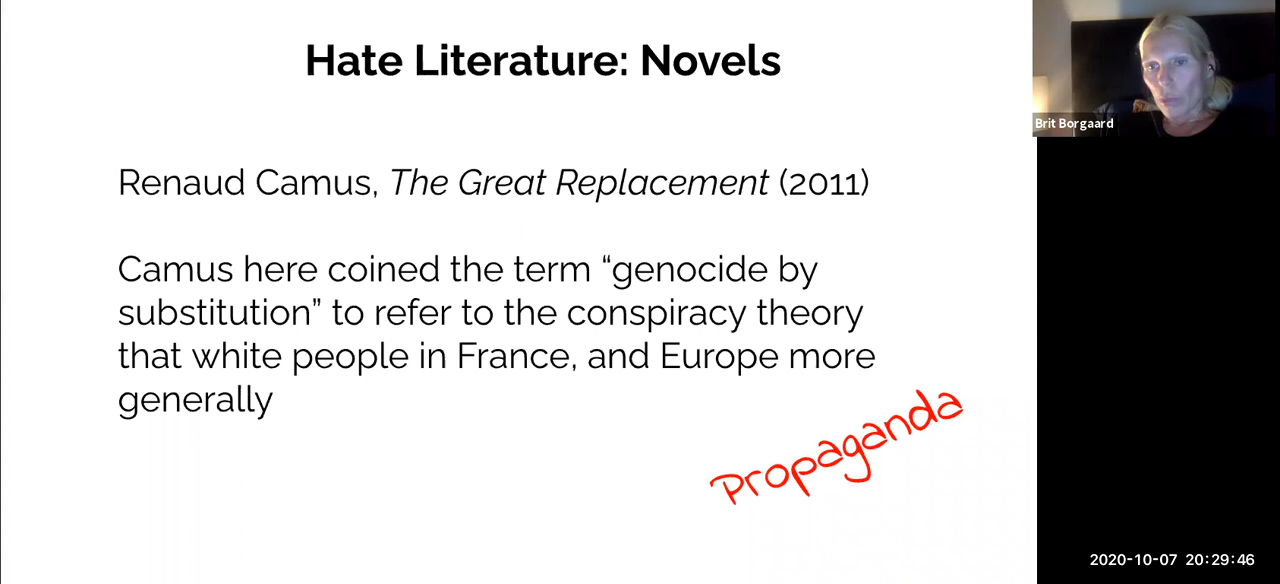 Hate Literature: Novels
Brit Borgaard
Renaud Camus, The Great Replacement (2011)
Camus here coined the term “genocide by
substitution” to refer to the conspiracy theory
that white people in France, and Europe more
generally
Propaganda
2020-10-07 20:29:46